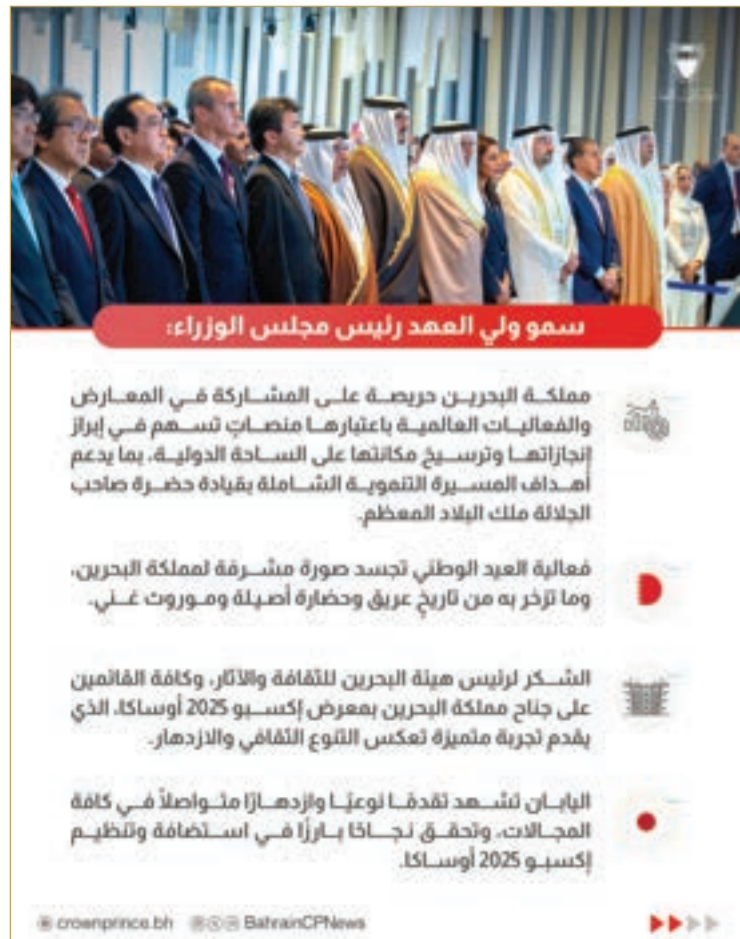 سمو ولي العهد رئيس مجلس الوزراء:
مملكة البحرين حريصة على المشاركة في المعارض
والفعاليات العالمية باعتبارها منصاتٍ تسهم في إبراز
إنجازاتها وترسيخ مكانتها على الساحة الدولية، بما يدعم
أهداف المسيرة التنموية الشاملة بقيادة حضرة صاحب
الجلالة ملك البلاد المعظم.
فعالية العيد الوطني تجسد صورة مشرفة لمملكة البحرين،
وما تزخر به من تاريخٍ عريق وحضارة أصيلة وموروث غني.
الشكر لرئيس هيئة البحرين للثقافة والآثار، وكافة القائمين
على جناح مملكة البحرين بمعرض إكسبو 2025 أوساكا، الذي
يقدم تجربة متميزة تعكس التنوع الثقافي والازدهار.
اليابان تشهد تقدمًا نوعيًا وازدهارًا متواصلاً في كافة
المجالات، وتحقق نجاحًا بارزًا في استضافة وتنظيم
إكسبو 2025 أوساكا.
crownprince.bh BahrainCPNews